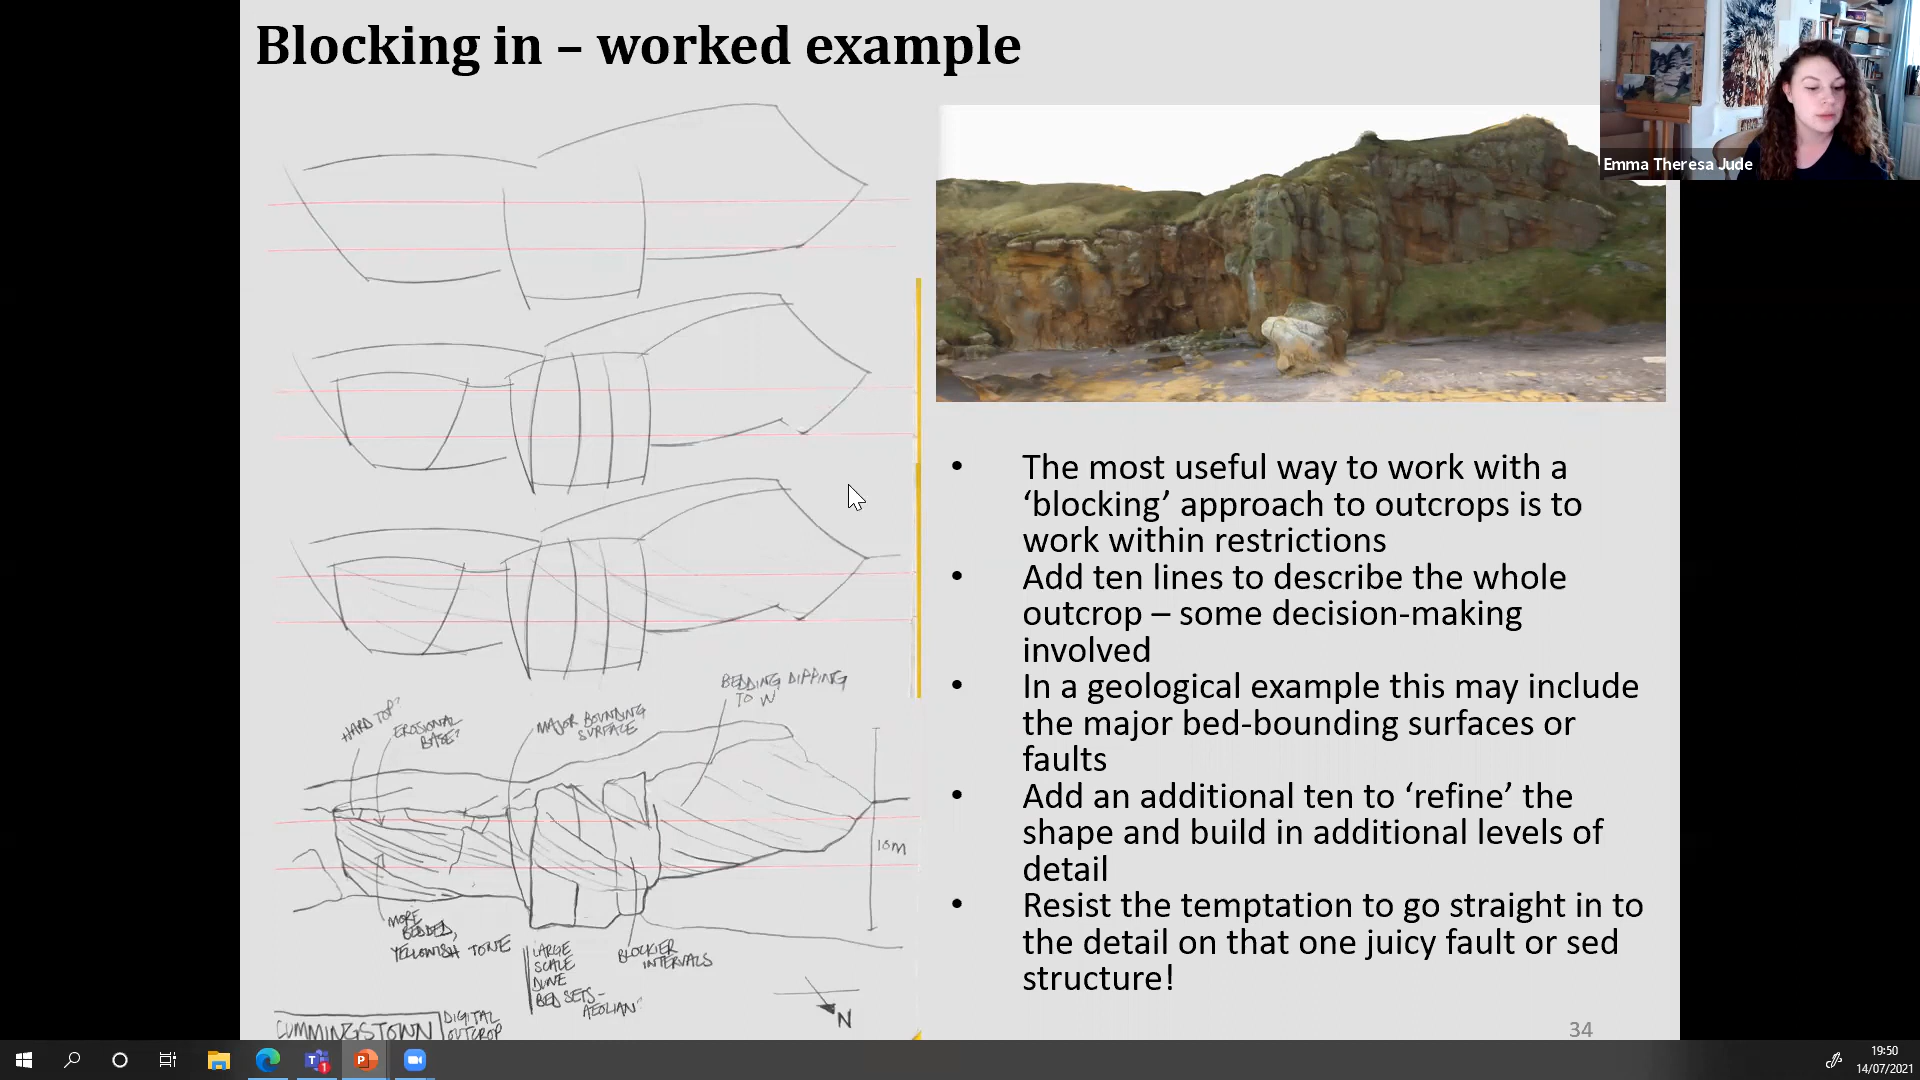 Blocking in – worked example
Emma Theresa Jude
• The most useful way to work with a
‘blocking’ approach to outcrops is to
work within restrictions
• Add ten lines to describe the whole
outcrop – some decision-making
involved
• In a geological example this may include
the major bed-bounding surfaces or
faults
• Add an additional ten to ‘refine’ the
shape and build in additional levels of
detail
• Resist the temptation to go straight in to
the detail on that one juicy fault or sed
structure!
HARD TOP?
EROSIONAL
BASE?
MAJOR BOUNDING
SURFACE
BEDDING DIPPING
TO W
MORE
BEDDED,
YELLOWISH TONE
LARGE
SCALE
DUNE
BED SETS –
AEOLIAN?
BLOCKIER
INTERVALS
10M
N
CUMMINGSTOWN
DIGITAL
OUTCROP
34
19:50
14/07/2021